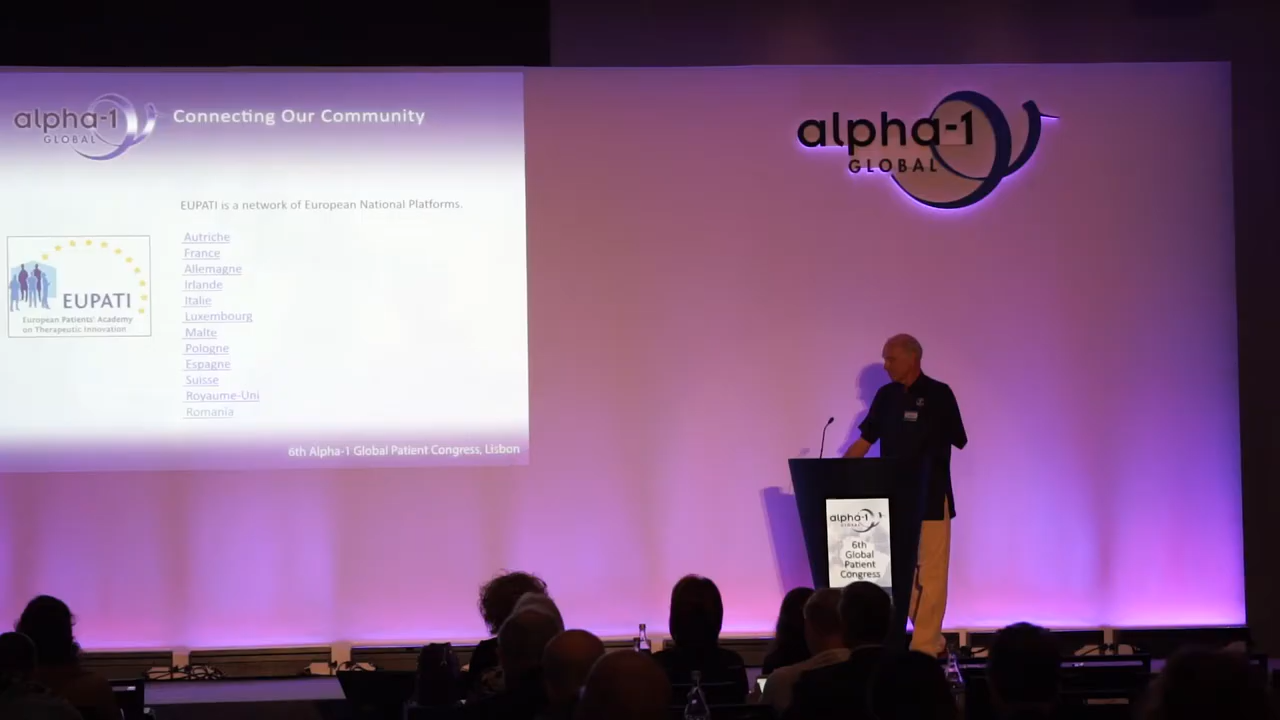 alpha-1
GLOBAL
Connecting Our Community
EUPATI is a network of European National Platforms.
Autriche
France
Allemagne
Irlande
Italie
Luxembourg
Malte
Pologne
Espagne
Suisse
Royaume-Uni
Romania
EUPATI
European Patients' Academy
on Therapeutic Innovation
6th Alpha-1 Global Patient Congress, Lisbon
alpha-1
GLOBAL
alpha-1
GLOBAL
6th
Global
Patient
Congress